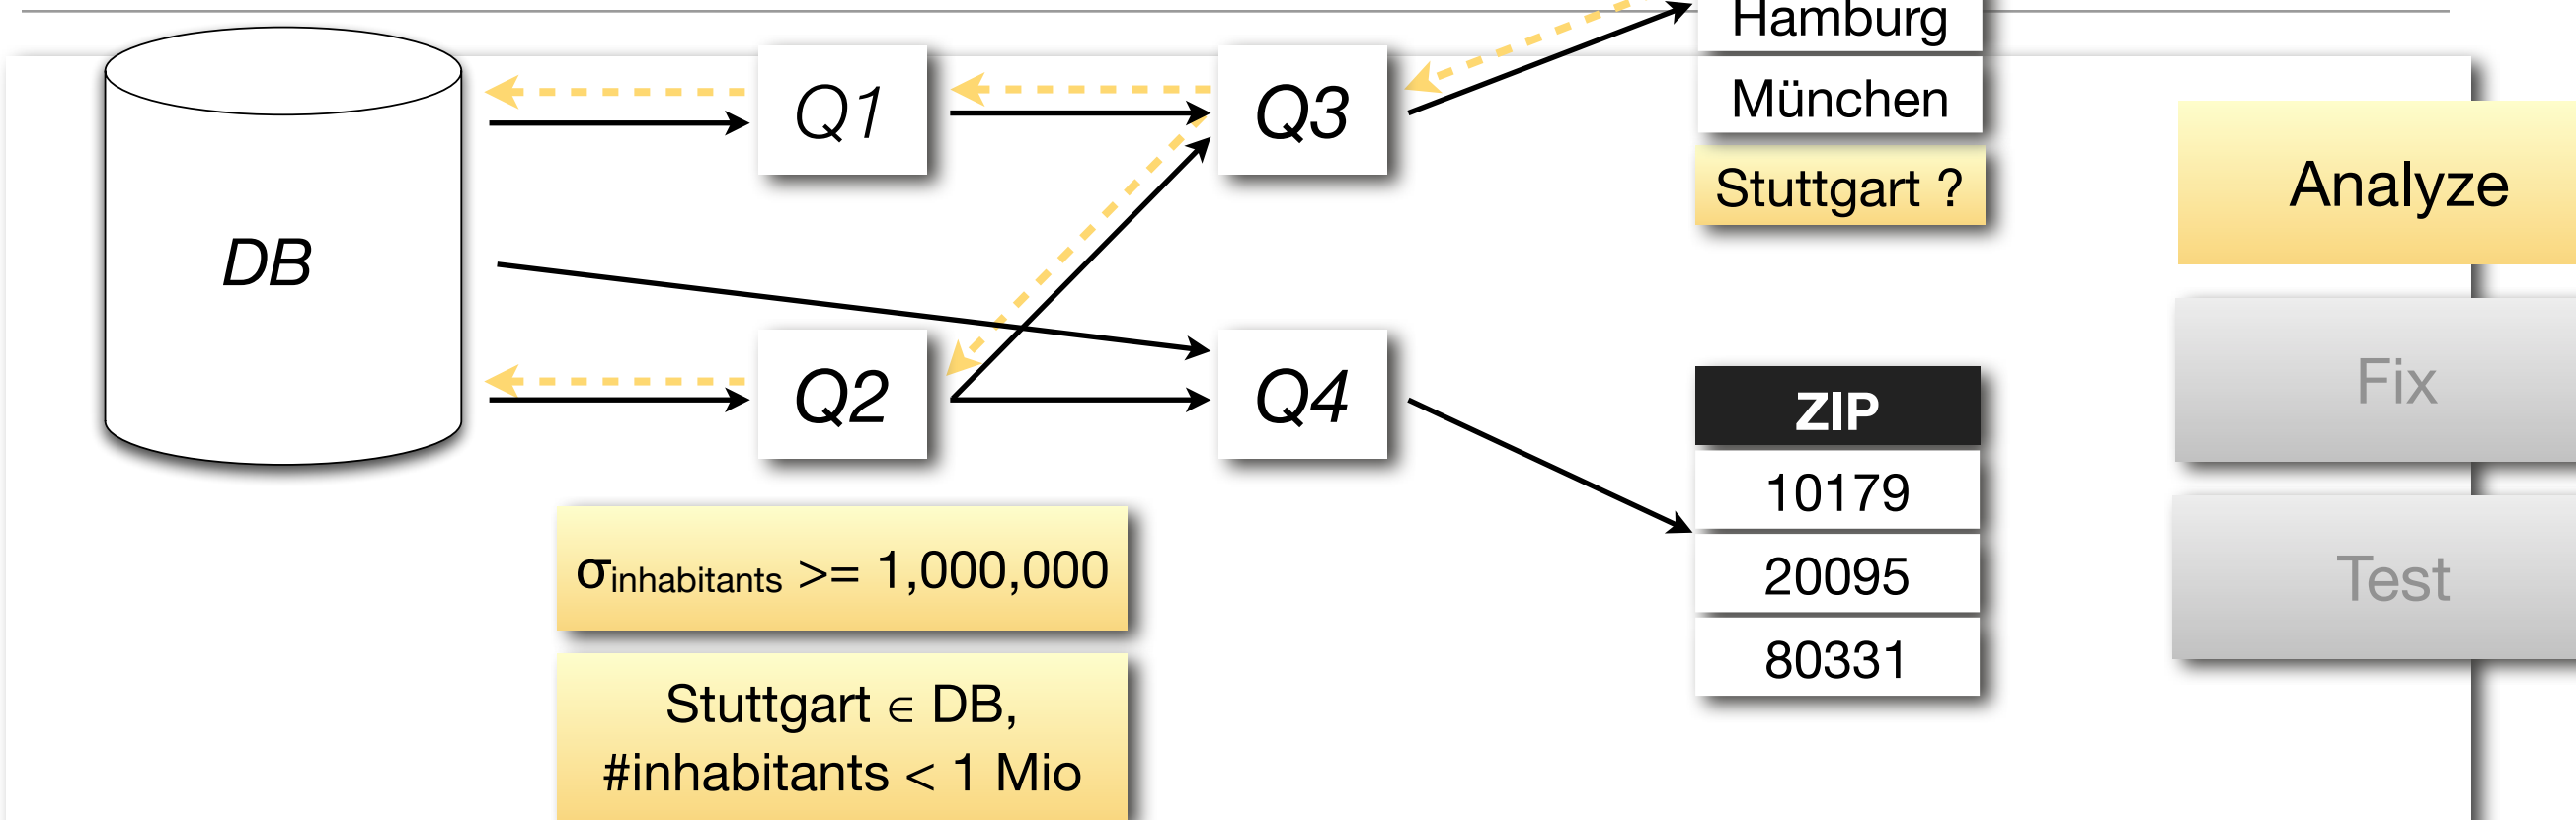 Hamburg
München
Stuttgart ?
Q1
Q3
DB
Q2
Q4
Analyze
Fix
Test
ZIP
10179
20095
80331
σinhabitants >= 1,000,000
Stuttgart ∈ DB,
#inhabitants < 1 Mio